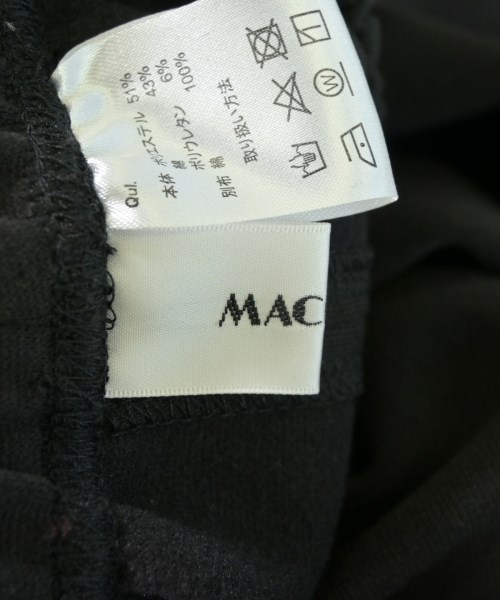 Qul.
本体 ポリエステル 51%
綿 43%
ポリウレタン 6%
別布 綿 100%
取り扱い方法
W
MAC